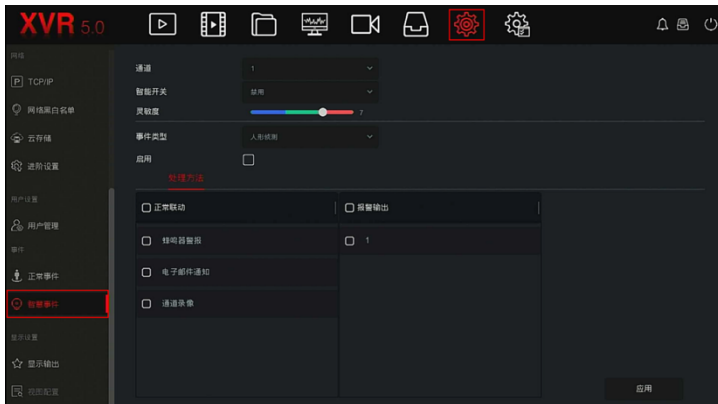 XVR 5.0
网络
通道
1
P TCP/IP
智能开关
禁用
网络黑白名单
灵敏度
7
云存储
事件类型
人形侦测
进阶设置
启用
处理方法
用户设置
正常联动
报警输出
用户管理
事件
蜂鸣器警报
1
正常事件
电子邮件通知
智慧事件
通道录像
显示设置
显示输出
视图配置
应用